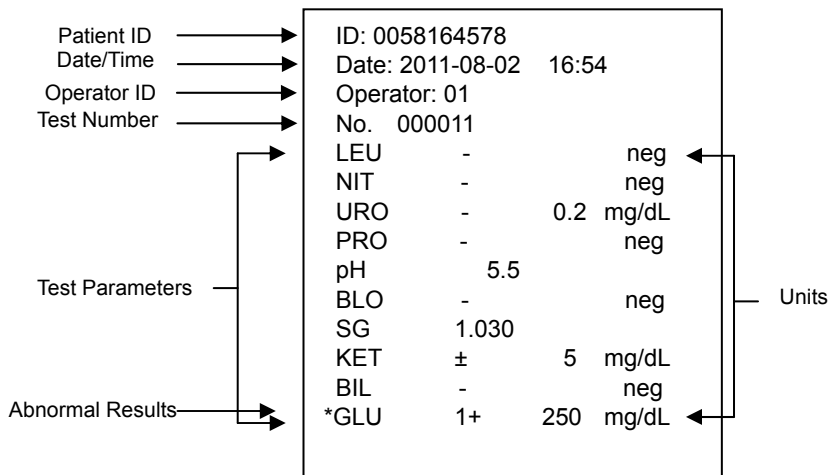 Patient ID
Date/Time
Operator ID
Test Number
Test Parameters
Abnormal Results
ID: 0058164578
Date: 2011-08-02 16:54
Operator: 01
No. 000011
LEU - neg
NIT - neg
URO - 0.2 mg/dL
PRO - neg
pH 5.5
BLO - neg
SG 1.030
KET ± 5 mg/dL
BIL - neg
*GLU 1+ 250 mg/dL
Units